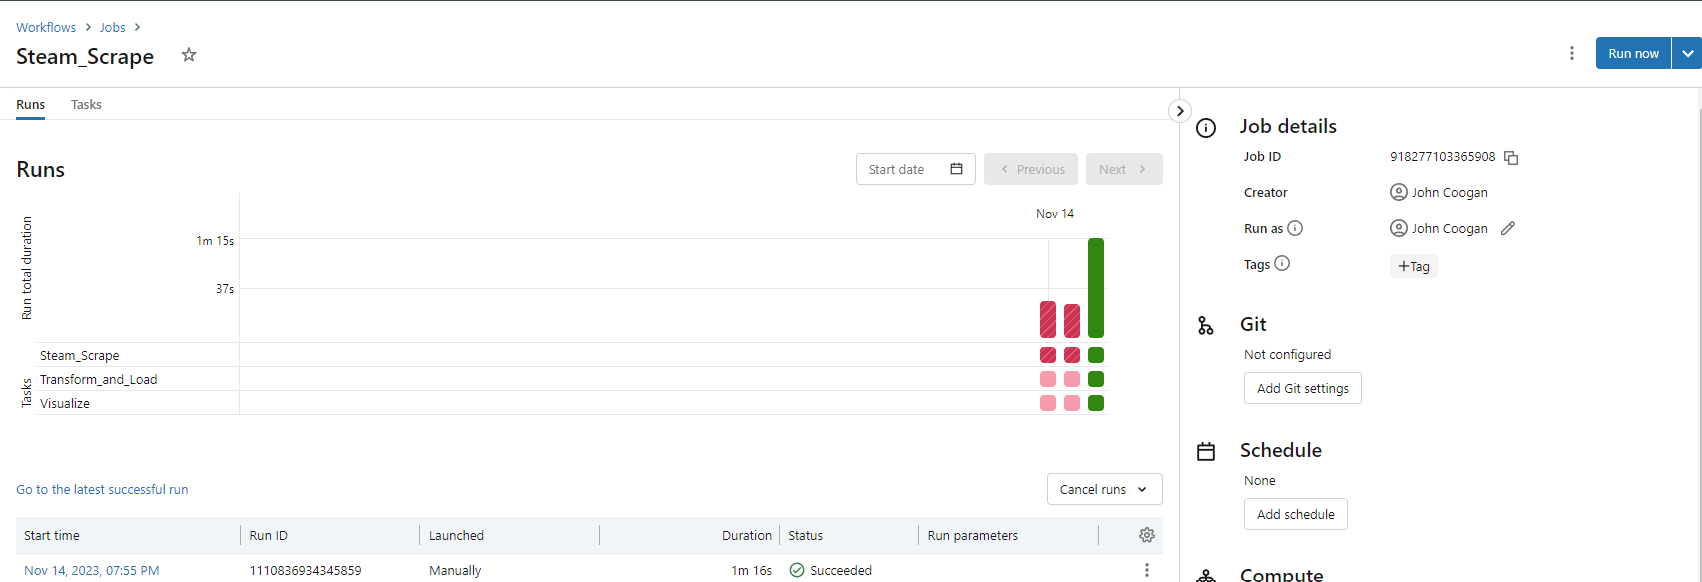 Workflows > Jobs >
Steam_Scrape
Run now
Runs Tasks
Runs
Start date Previous Next
Nov 14
Run total duration
1m 15s
37s
Tasks
Steam_Scrape
Transform_and_Load
Visualize
Go to the latest successful run
Cancel runs
Start time Run ID Launched Duration Status Run parameters
Nov 14, 2023, 07:55 PM 1110836934345859 Manually 1m 16s Succeeded
Job details
Job ID 918277103365908
Creator John Coogan
Run as John Coogan
Tags +Tag
Git
Not configured
Add Git settings
Schedule
None
Add schedule
Compute